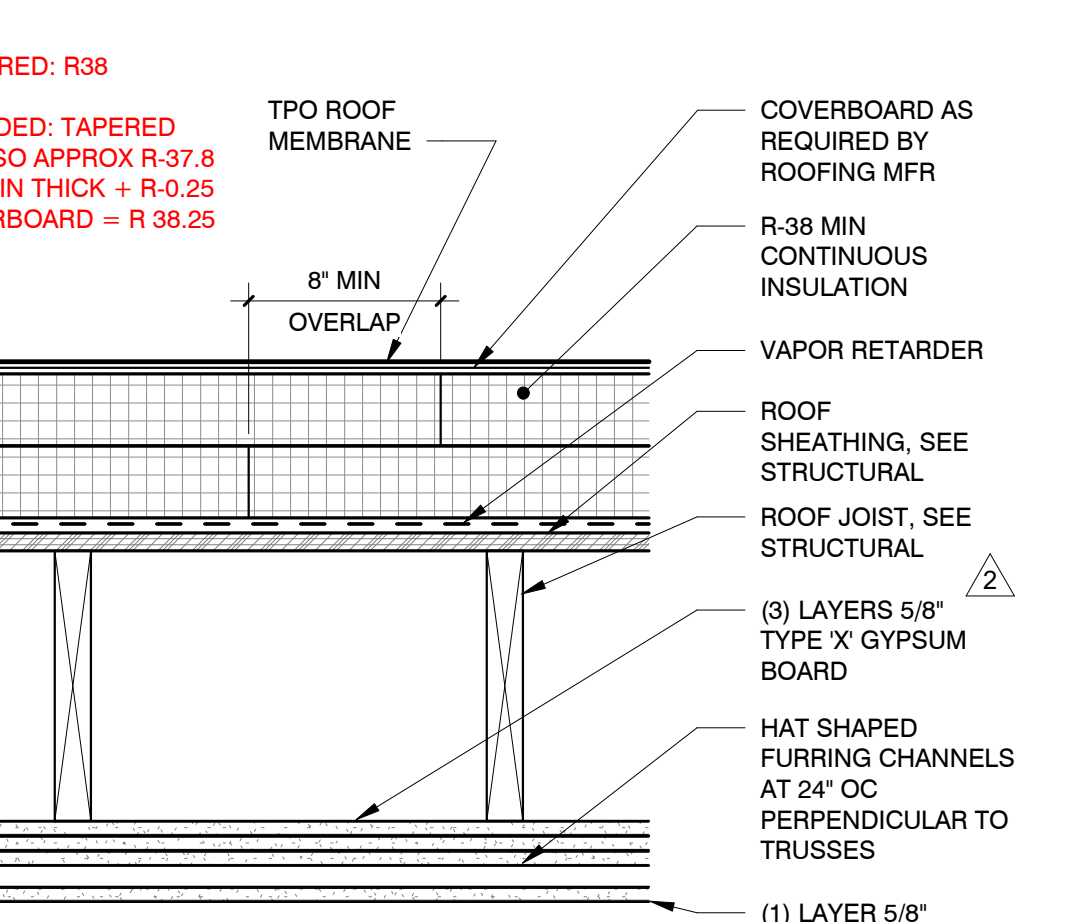 RED: R38
DED: TAPERED
SO APPROX R-37.8
IN THICK + R-0.25
RBOARD = R 38.25
TPO ROOF
MEMBRANE
8" MIN
OVERLAP
COVERBOARD AS
REQUIRED BY
ROOFING MFR
R-38 MIN
CONTINUOUS
INSULATION
VAPOR RETARDER
ROOF
SHEATHING, SEE
STRUCTURAL
ROOF JOIST, SEE
STRUCTURAL
2
(3) LAYERS 5/8"
TYPE 'X' GYPSUM
BOARD
HAT SHAPED
FURRING CHANNELS
AT 24" OC
PERPENDICULAR TO
TRUSSES
(1) LAYER 5/8"